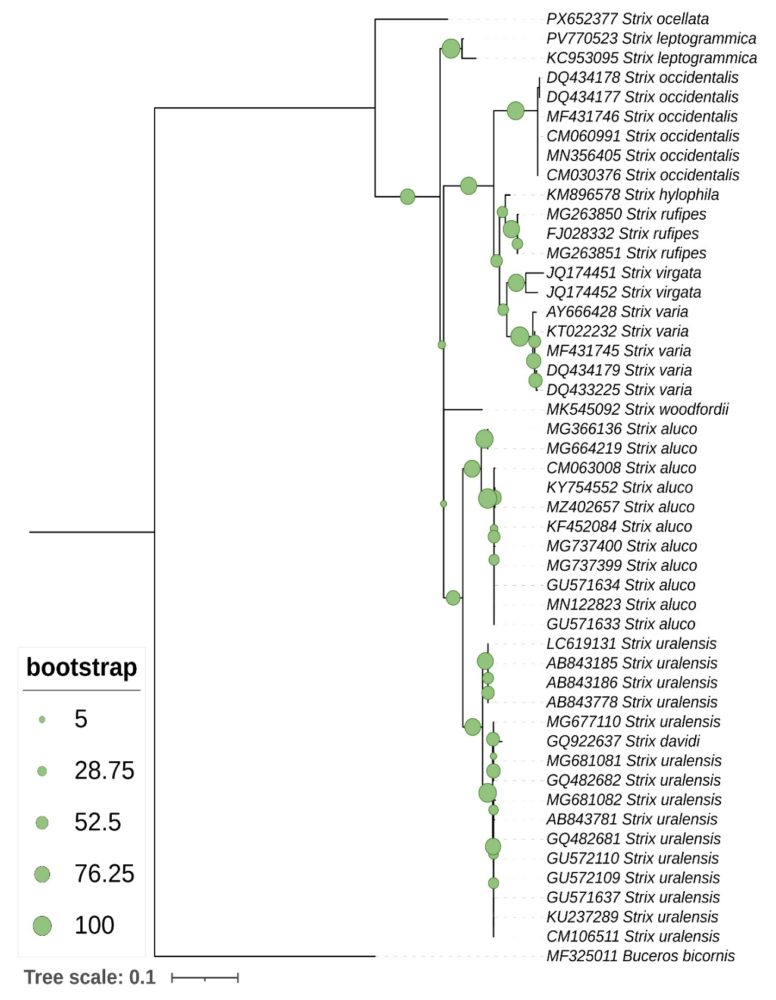 PX652377 Strix ocellata
PV770523 Strix leptogrammica
KC953095 Strix leptogrammica
DQ434178 Strix occidentalis
DQ434177 Strix occidentalis
MF431746 Strix occidentalis
CM060991 Strix occidentalis
MN356405 Strix occidentalis
CM030376 Strix occidentalis
KM896578 Strix hylophila
MG263850 Strix rufipes
FJ028332 Strix rufipes
MG263851 Strix rufipes
JQ174451 Strix virgata
JQ174452 Strix virgata
AY666428 Strix varia
KT022232 Strix varia
MF431745 Strix varia
DQ434179 Strix varia
DQ433225 Strix varia
MK545092 Strix woodfordii
MG366136 Strix aluco
MG664219 Strix aluco
CM063008 Strix aluco
KY754552 Strix aluco
MZ402657 Strix aluco
KF452084 Strix aluco
MG737400 Strix aluco
MG737399 Strix aluco
GU571634 Strix aluco
MN122823 Strix aluco
GU571633 Strix aluco
LC619131 Strix uralensis
AB843185 Strix uralensis
AB843186 Strix uralensis
AB843778 Strix uralensis
MG677110 Strix uralensis
GQ922637 Strix davidi
MG681081 Strix uralensis
GQ482682 Strix uralensis
MG681082 Strix uralensis
AB843781 Strix uralensis
GQ482681 Strix uralensis
GU572110 Strix uralensis
GU572109 Strix uralensis
GU571637 Strix uralensis
KU237289 Strix uralensis
CM106511 Strix uralensis
MF325011 Buceros bicornis
bootstrap
5
28.75
52.5
76.25
100
Tree scale: 0.1